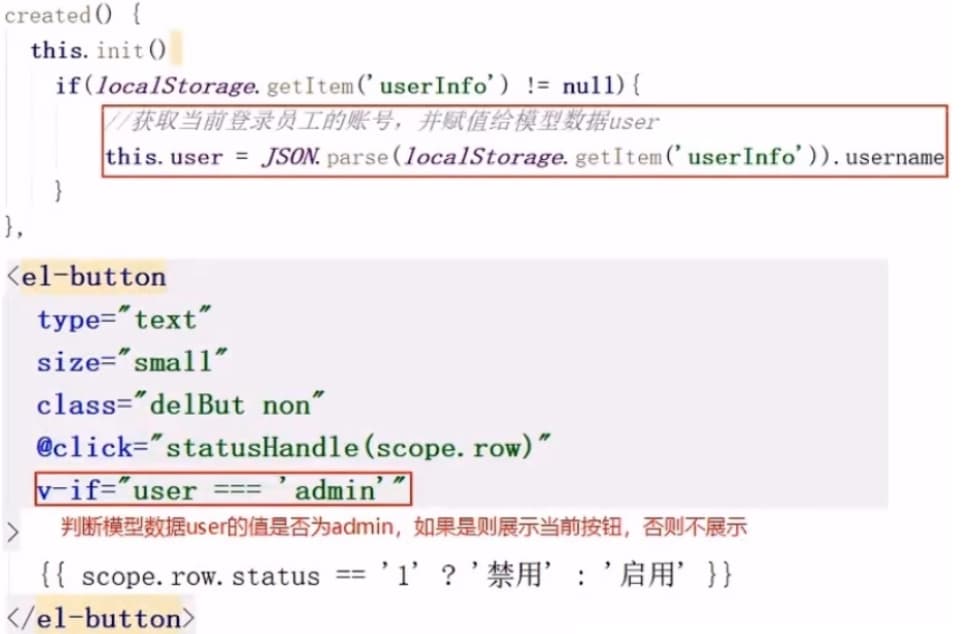 created() {
this.init()
if(localStorage.getItem('userInfo') != null){
//获取当前登录员工的账号，并赋值给模型数据user
this.user = JSON.parse(localStorage.getItem('userInfo')).username
}
},
<el-button
type="text"
size="small"
class="delBut non"
@click="statusHandle(scope.row)"
v-if="user === 'admin'"
>
判断模型数据user的值是否为admin，如果是则展示当前按钮，否则不展示
{{ scope.row.status == '1' ? '禁用' : '启用' }}
</el-button>